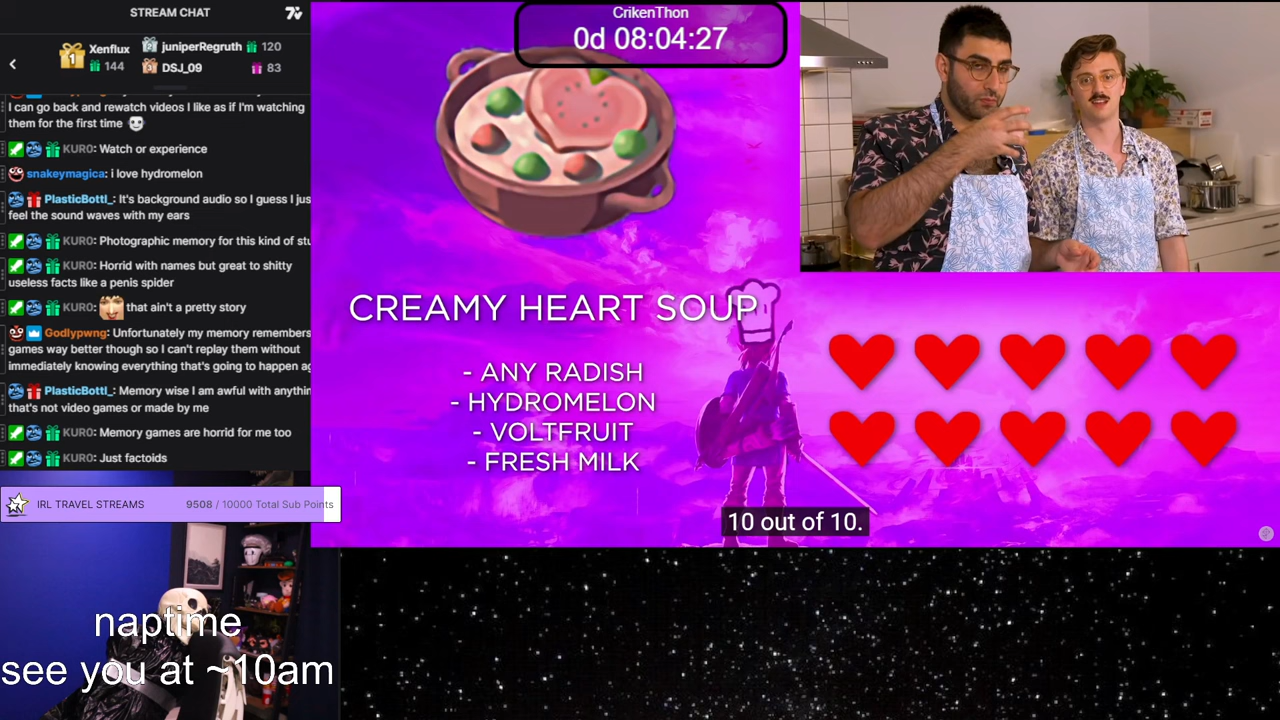 STREAM CHAT
Xenflux
144
juniperRegruth 120
DSJ_09 83
I can go back and rewatch videos I like as if I'm watching
them for the first time
KUR0: Watch or experience
snakeymagica: i love hydromelon
PlasticBottl_: It's background audio so I guess I jus
feel the sound waves with my ears
KUR0: Photographic memory for this kind of stu
KUR0: Horrid with names but great to shitty
useless facts like a penis spider
KUR0: that ain't a pretty story
Godlypwng: Unfortunately my memory remembers
games way better though so I can't replay them without
immediately knowing everything that's going to happen ag
PlasticBottl_: Memory wise I am awful with anythin
that's not video games or made by me
KUR0: Memory games are horrid for me too
KUR0: Just factoids
IRL TRAVEL STREAMS 9508 / 10000 Total Sub Points
naptime
see you at ~10am
CrikenThon
0d 08:04:27
CREAMY HEART SOUP
- ANY RADISH
- HYDROMELON
- VOLTFRUIT
- FRESH MILK
10 out of 10.